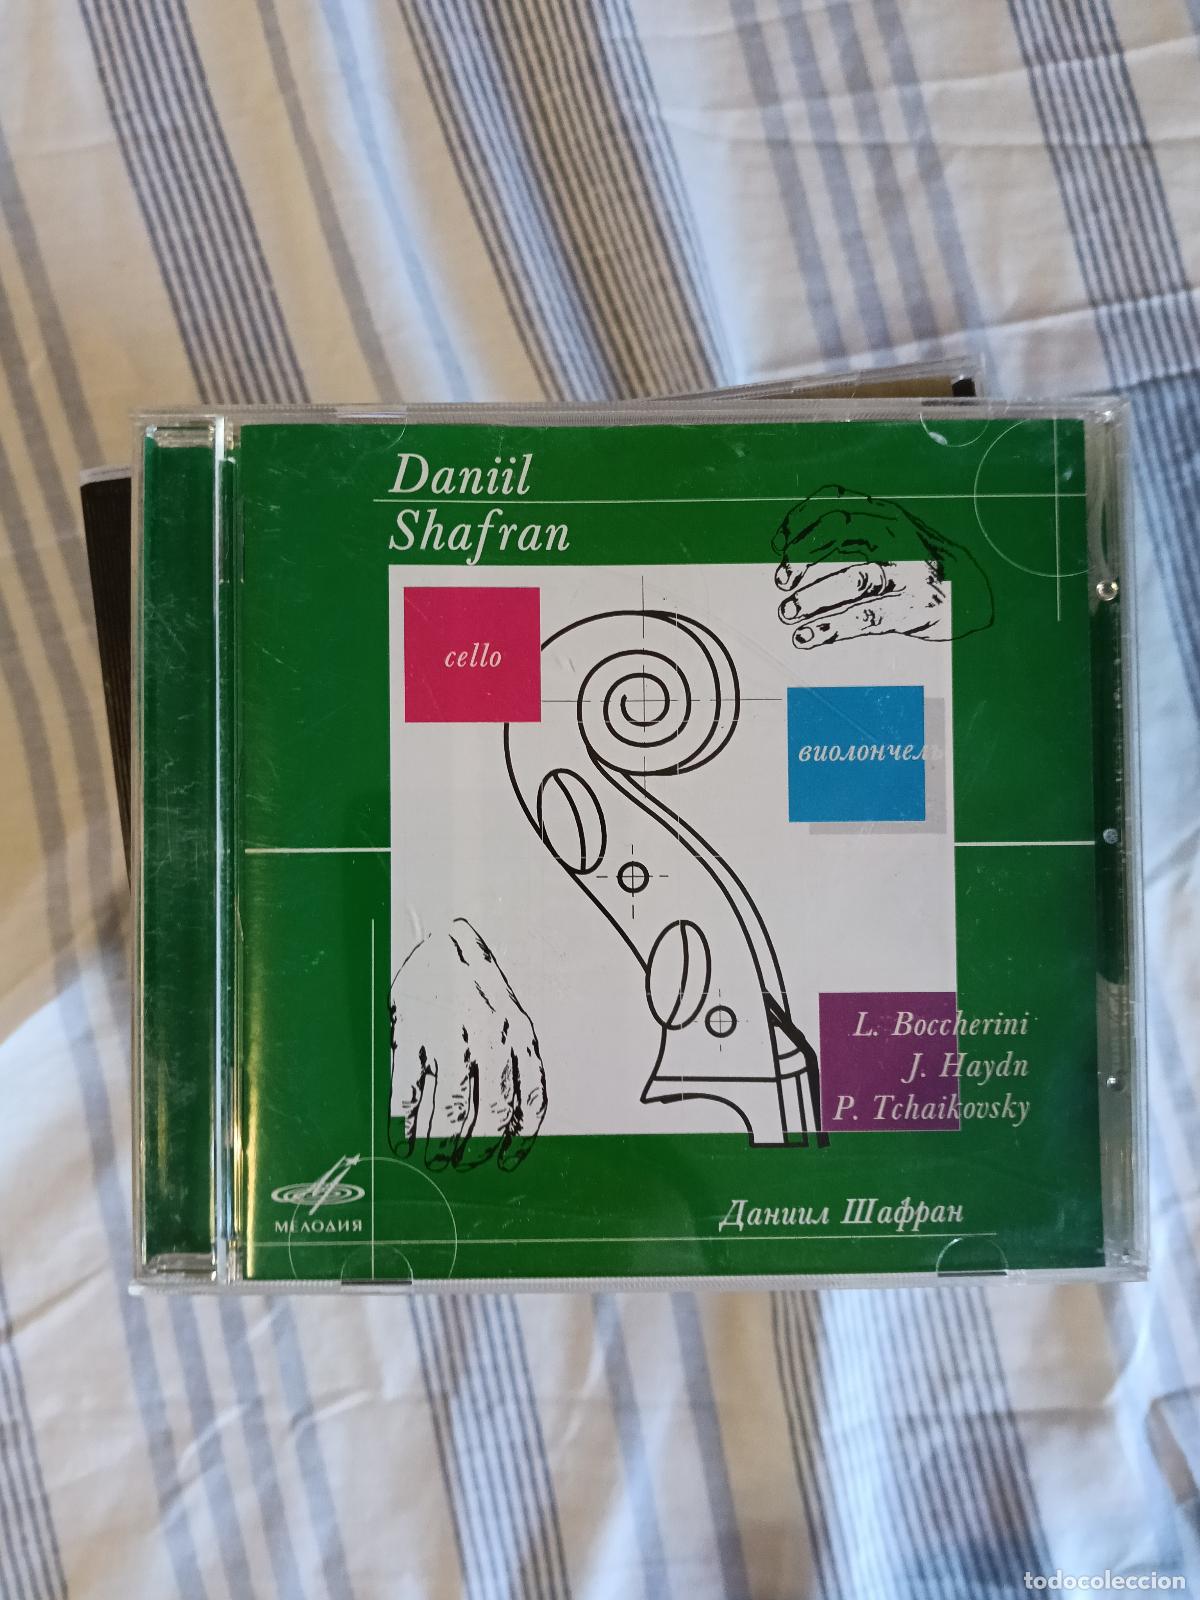 Daniil
Shafran
cello
виолончель
L. Boccherini
J. Haydn
P. Tchaikovsky
МЕЛОДИЯ
Даниил Шафран
todocoleccion